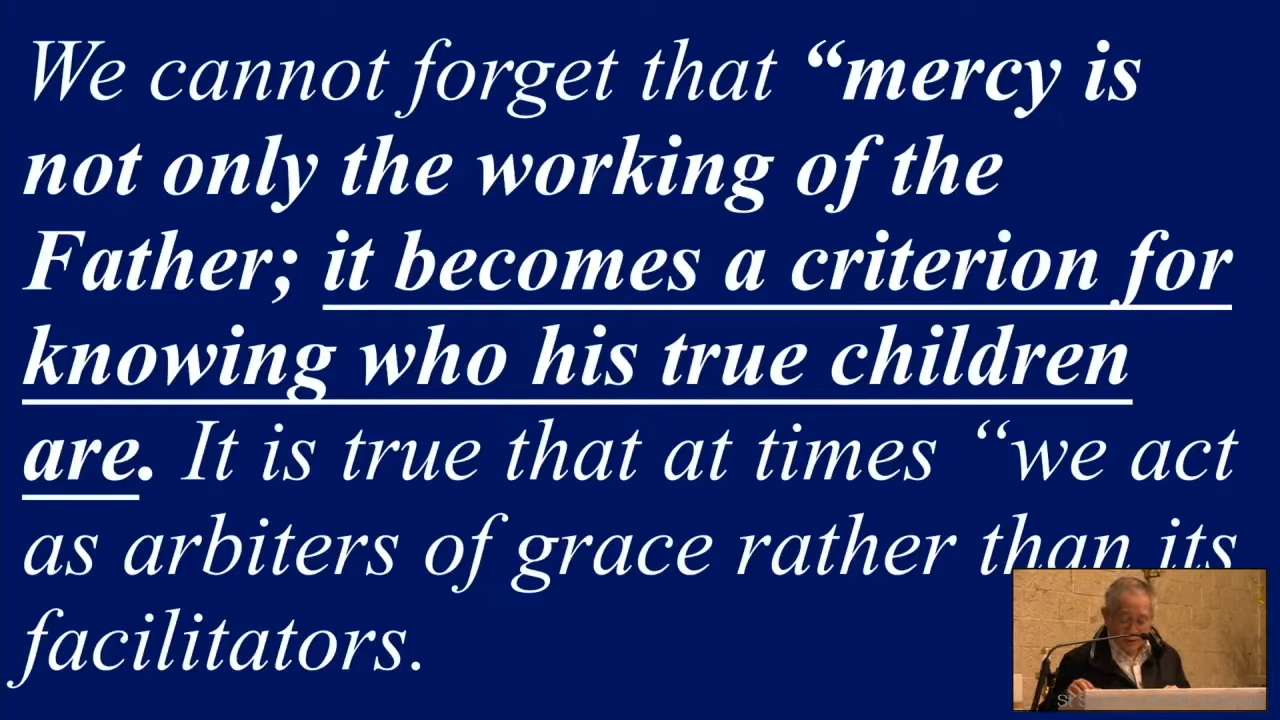 We cannot forget that “mercy is
not only the working of the
Father; it becomes a criterion for
knowing who his true children
are. It is true that at times “we act
as arbiters of grace rather than its
facilitators.
St